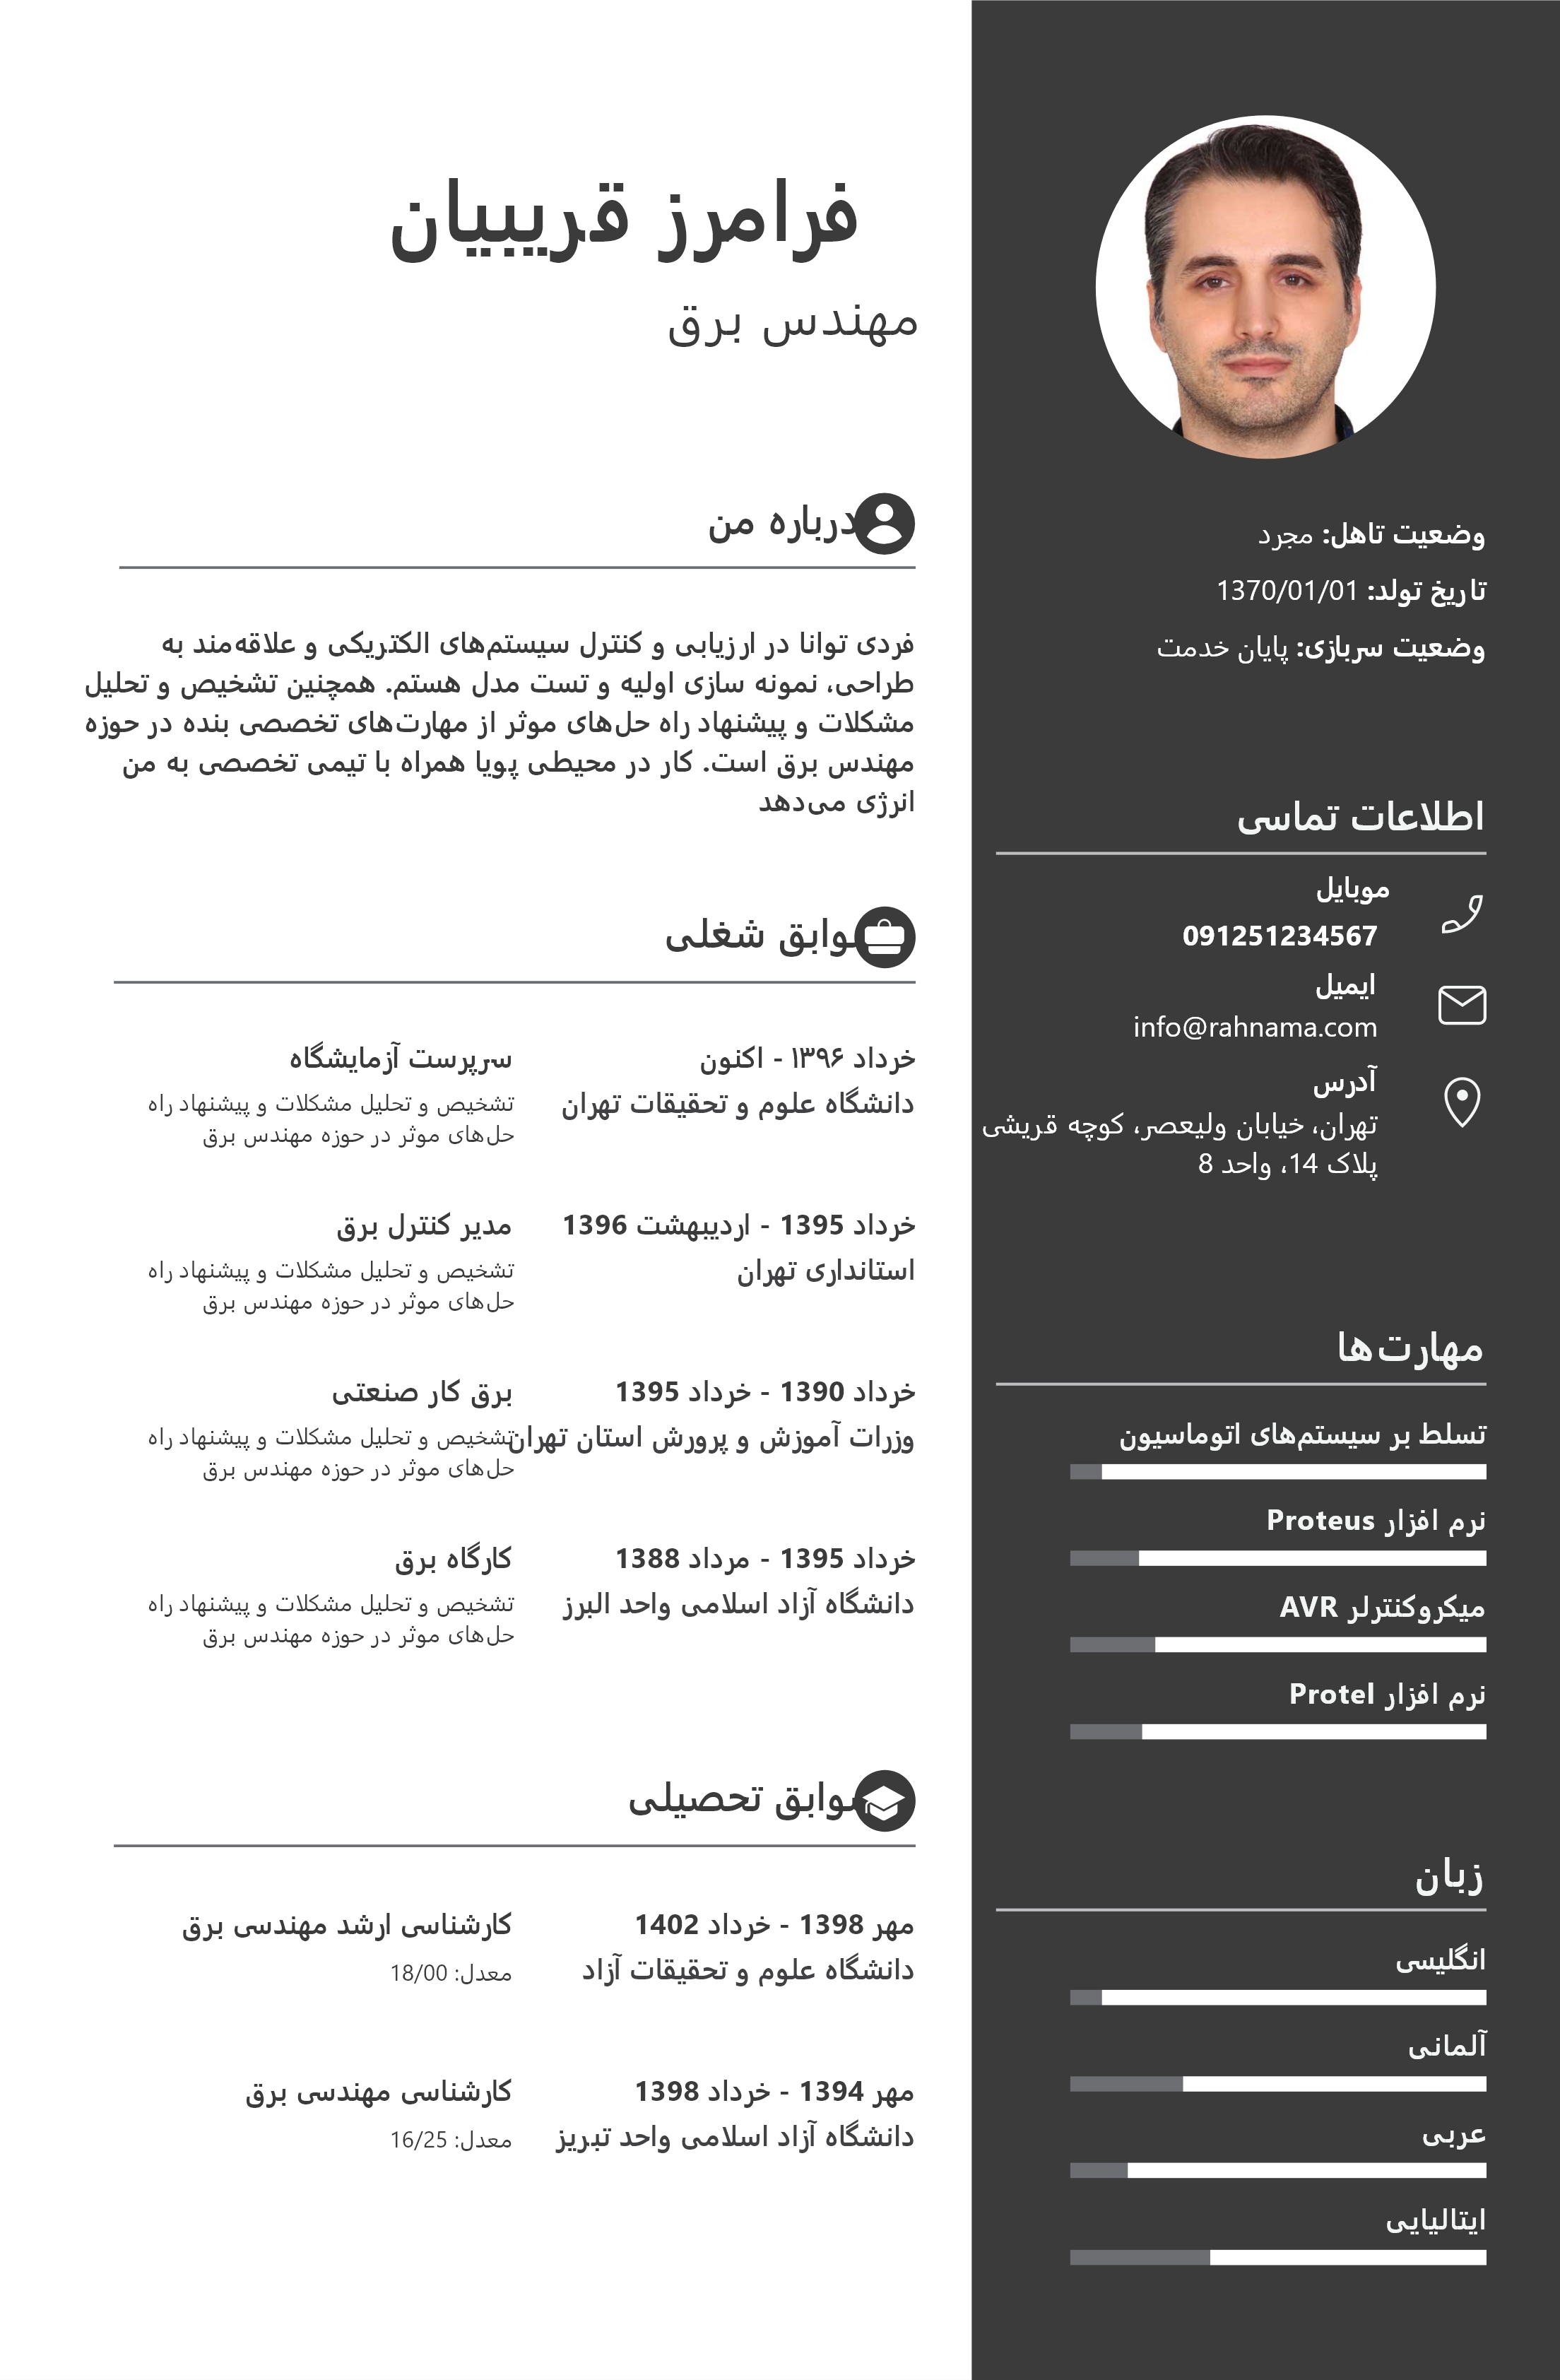 فرامرز قریبیان
مهندس برق
وضعیت تاهل: مجرد
تاریخ تولد: 1370/01/01
وضعیت سربازی: پایان خدمت
اطلاعات تماسی
موبایل
091251234567
ایمیل
info@rahnama.com
آدرس
تهران، خیابان ولیعصر، کوچه قریشی
پلاک 14، واحد 8
مهارت‌ها
تسلط بر سیستم‌های اتوماسیون
نرم افزار Proteus
میکروکنترلر AVR
نرم افزار Protel
زبان
انگلیسی
آلمانی
عربی
ایتالیایی
درباره من
فردی توانا در ارزیابی و کنترل سیستم‌های الکتریکی و علاقه‌مند به
طراحی، نمونه سازی اولیه و تست مدل هستم. همچنین تشخیص و تحلیل
مشکلات و پیشنهاد راه حل‌های موثر از مهارت‌های تخصصی بنده در حوزه
مهندس برق است. کار در محیطی پویا همراه با تیمی تخصصی به من
انرژی می‌دهد
سوابق شغلی
خرداد ۱۳۹۶ - اکنون
دانشگاه علوم و تحقیقات تهران
سرپرست آزمایشگاه
تشخیص و تحلیل مشکلات و پیشنهاد راه
حل‌های موثر در حوزه مهندس برق
خرداد 1395 - اردیبهشت 1396
استانداری تهران
مدیر کنترل برق
تشخیص و تحلیل مشکلات و پیشنهاد راه
حل‌های موثر در حوزه مهندس برق
خرداد 1390 - خرداد 1395
وزرات آموزش و پرورش استان تهران
برق کار صنعتی
تشخیص و تحلیل مشکلات و پیشنهاد راه
حل‌های موثر در حوزه مهندس برق
خرداد 1395 - مرداد 1388
دانشگاه آزاد اسلامی واحد البرز
کارگاه برق
تشخیص و تحلیل مشکلات و پیشنهاد راه
حل‌های موثر در حوزه مهندس برق
سوابق تحصیلی
مهر 1398 - خرداد 1402
دانشگاه علوم و تحقیقات آزاد
کارشناسی ارشد مهندسی برق
معدل: 18/00
مهر 1394 - خرداد 1398
دانشگاه آزاد اسلامی واحد تبریز
کارشناسی مهندسی برق
معدل: 16/25